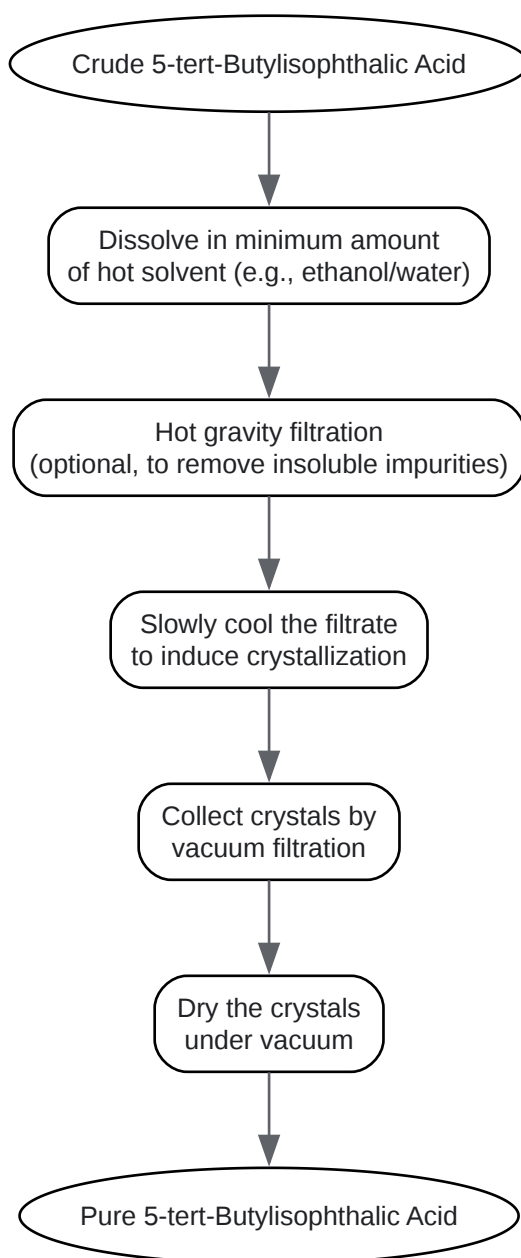 Crude 5-tert-Butylisophthalic Acid
Dissolve in minimum amount
of hot solvent (e.g., ethanol/water)
Hot gravity filtration
(optional, to remove insoluble impurities)
Slowly cool the filtrate
to induce crystallization
Collect crystals by
vacuum filtration
Dry the crystals
under vacuum
Pure 5-tert-Butylisophthalic Acid